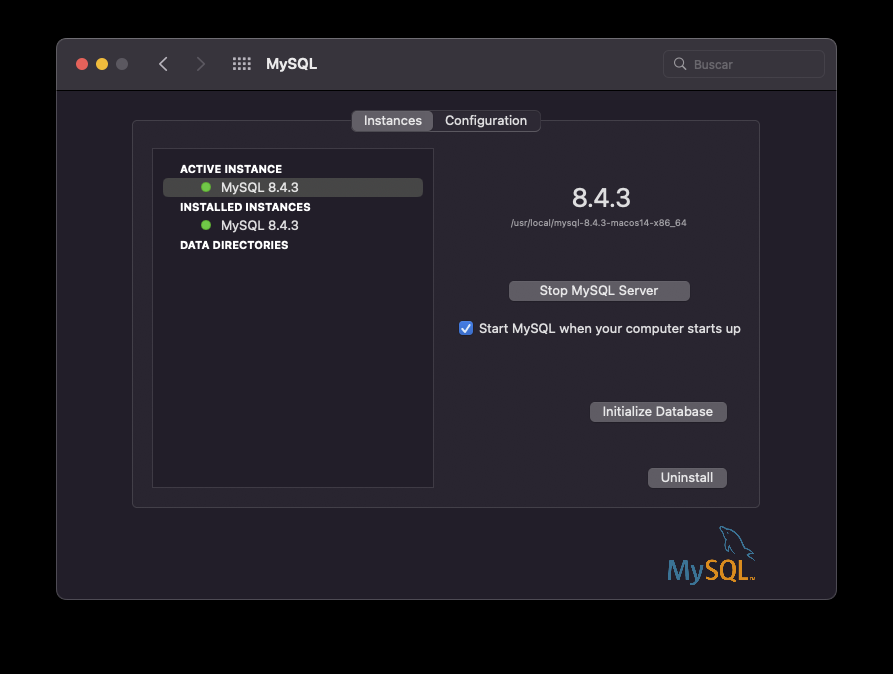 MySQL
Buscar
Instances
Configuration
ACTIVE INSTANCE
MySQL 8.4.3
INSTALLED INSTANCES
MySQL 8.4.3
DATA DIRECTORIES
8.4.3
/usr/local/mysql-8.4.3-macos14-x86_64
Stop MySQL Server
Start MySQL when your computer starts up
Initialize Database
Uninstall
MySQL™